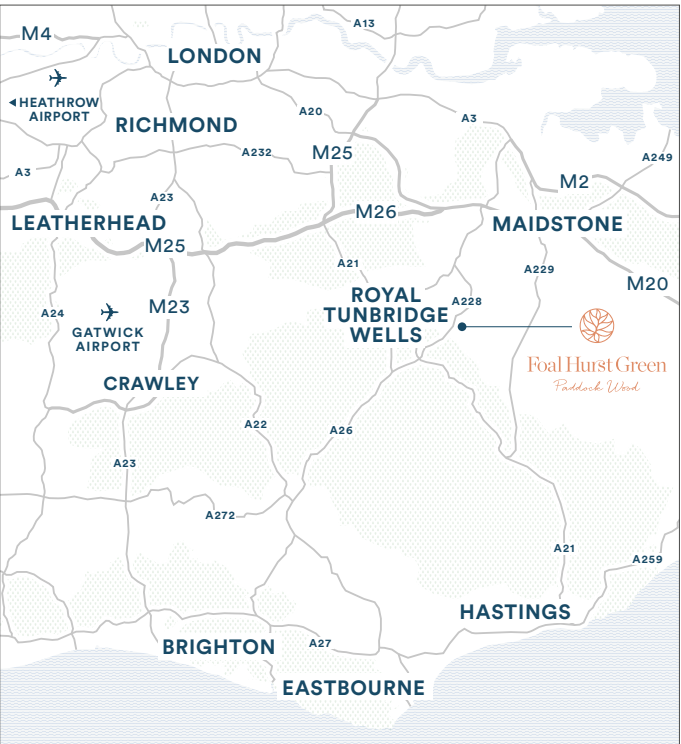 M4
A13
LONDON
HEATHROW
AIRPORT
RICHMOND
A20
A3
A232
M25
A249
A3
M2
A23
LEATHERHEAD
M26
MAIDSTONE
M25
A21
A229
M20
A24
M23
ROYAL
TUNBRIDGE
WELLS
A228
GATWICK
AIRPORT
Foal Hurst Green
Paddock Wood
CRAWLEY
A22
A26
A23
A272
A21
A259
HASTINGS
BRIGHTON
A27
EASTBOURNE